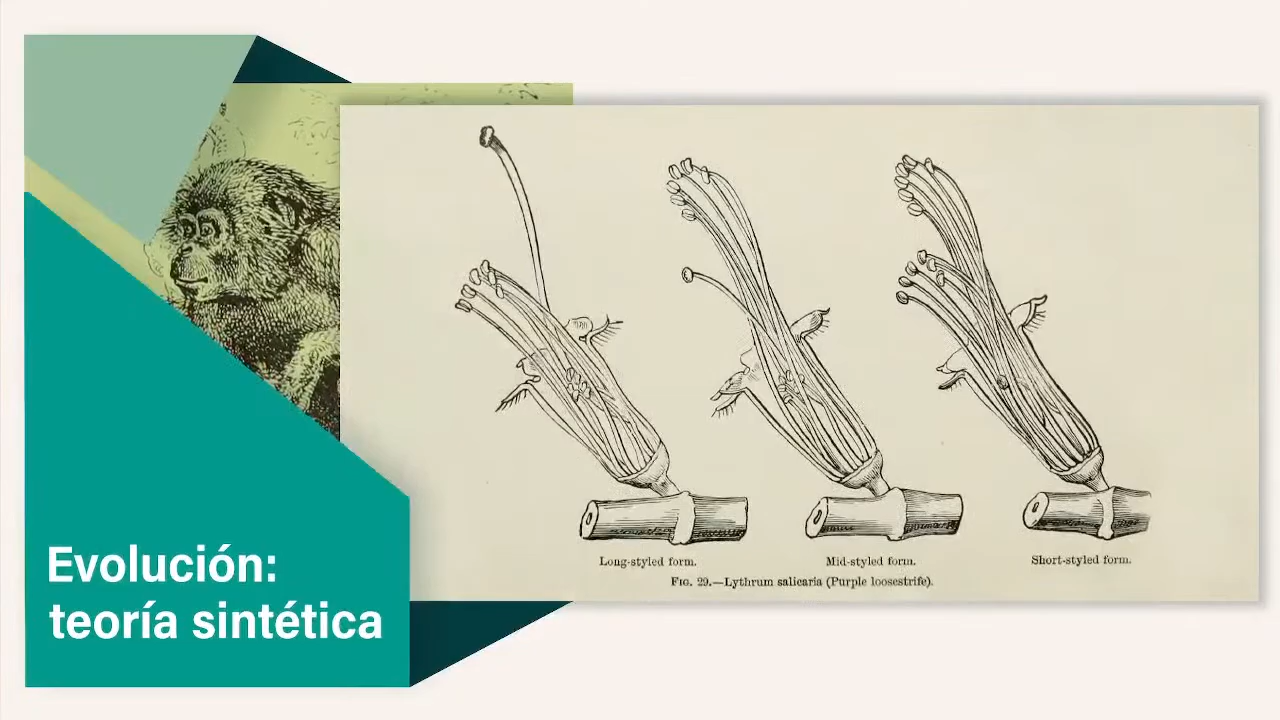 Long-styled form.
Mid-styled form.
Short-styled form.
Fig. 29.—Lythrum salicaria (Purple loosestrife).
Evolución:
teoría sintética